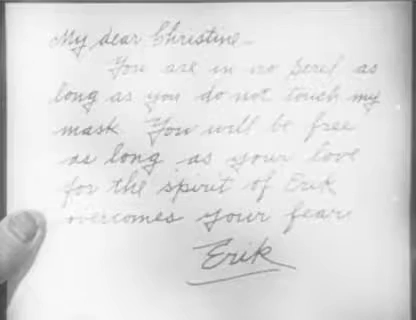 My dear Christine—
You are in no peril as
long as you do not touch my
mask. You will be free
as long as your love
for the spirit of Erik
overcomes your fear.
Erik